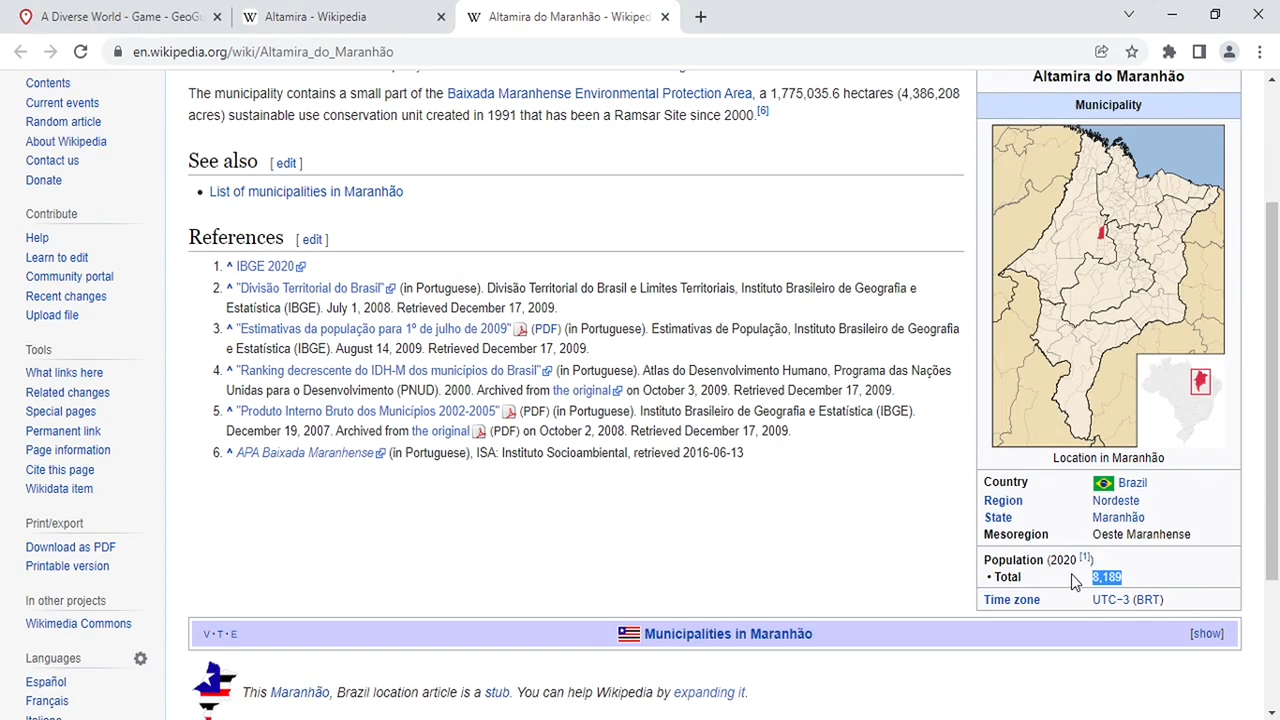 A Diverse World - Game - GeoGu
Altamira - Wikipedia
Altamira do Maranhão - Wikiped
en.wikipedia.org/wiki/Altamira_do_Maranhão
Contents
Current events
Random article
About Wikipedia
Contact us
Donate
Contribute
Help
Learn to edit
Community portal
Recent changes
Upload file
Tools
What links here
Related changes
Special pages
Permanent link
Page information
Cite this page
Wikidata item
Print/export
Download as PDF
Printable version
In other projects
Wikimedia Commons
Languages
Español
Français
The municipality contains a small part of the Baixada Maranhense Environmental Protection Area, a 1,775,035.6 hectares (4,386,208
acres) sustainable use conservation unit created in 1991 that has been a Ramsar Site since 2000.[6]
See also [ edit ]
• List of municipalities in Maranhão
References [ edit ]
1. ^ IBGE 2020
2. ^ "Divisão Territorial do Brasil" (in Portuguese). Divisão Territorial do Brasil e Limites Territoriais, Instituto Brasileiro de Geografia e
Estatística (IBGE). July 1, 2008. Retrieved December 17, 2009.
3. ^ "Estimativas da população para 1º de julho de 2009" (PDF) (in Portuguese). Estimativas de População, Instituto Brasileiro de Geografia
e Estatística (IBGE). August 14, 2009. Retrieved December 17, 2009.
4. ^ "Ranking decrescente do IDH-M dos municípios do Brasil" (in Portuguese). Atlas do Desenvolvimento Humano, Programa das Nações
Unidas para o Desenvolvimento (PNUD). 2000. Archived from the original on October 3, 2009. Retrieved December 17, 2009.
5. ^ "Produto Interno Bruto dos Municípios 2002-2005" (PDF) (in Portuguese). Instituto Brasileiro de Geografia e Estatística (IBGE).
December 19, 2007. Archived from the original (PDF) on October 2, 2008. Retrieved December 17, 2009.
6. ^ APA Baixada Maranhense (in Portuguese), ISA: Instituto Socioambiental, retrieved 2016-06-13
Altamira do Maranhão
Municipality
Location in Maranhão
Country Brazil
Region Nordeste
State Maranhão
Mesoregion Oeste Maranhense
Population (2020 [1])
• Total 8,189
Time zone UTC−3 (BRT)
V·T·E Municipalities in Maranhão [show]
This Maranhão, Brazil location article is a stub. You can help Wikipedia by expanding it.